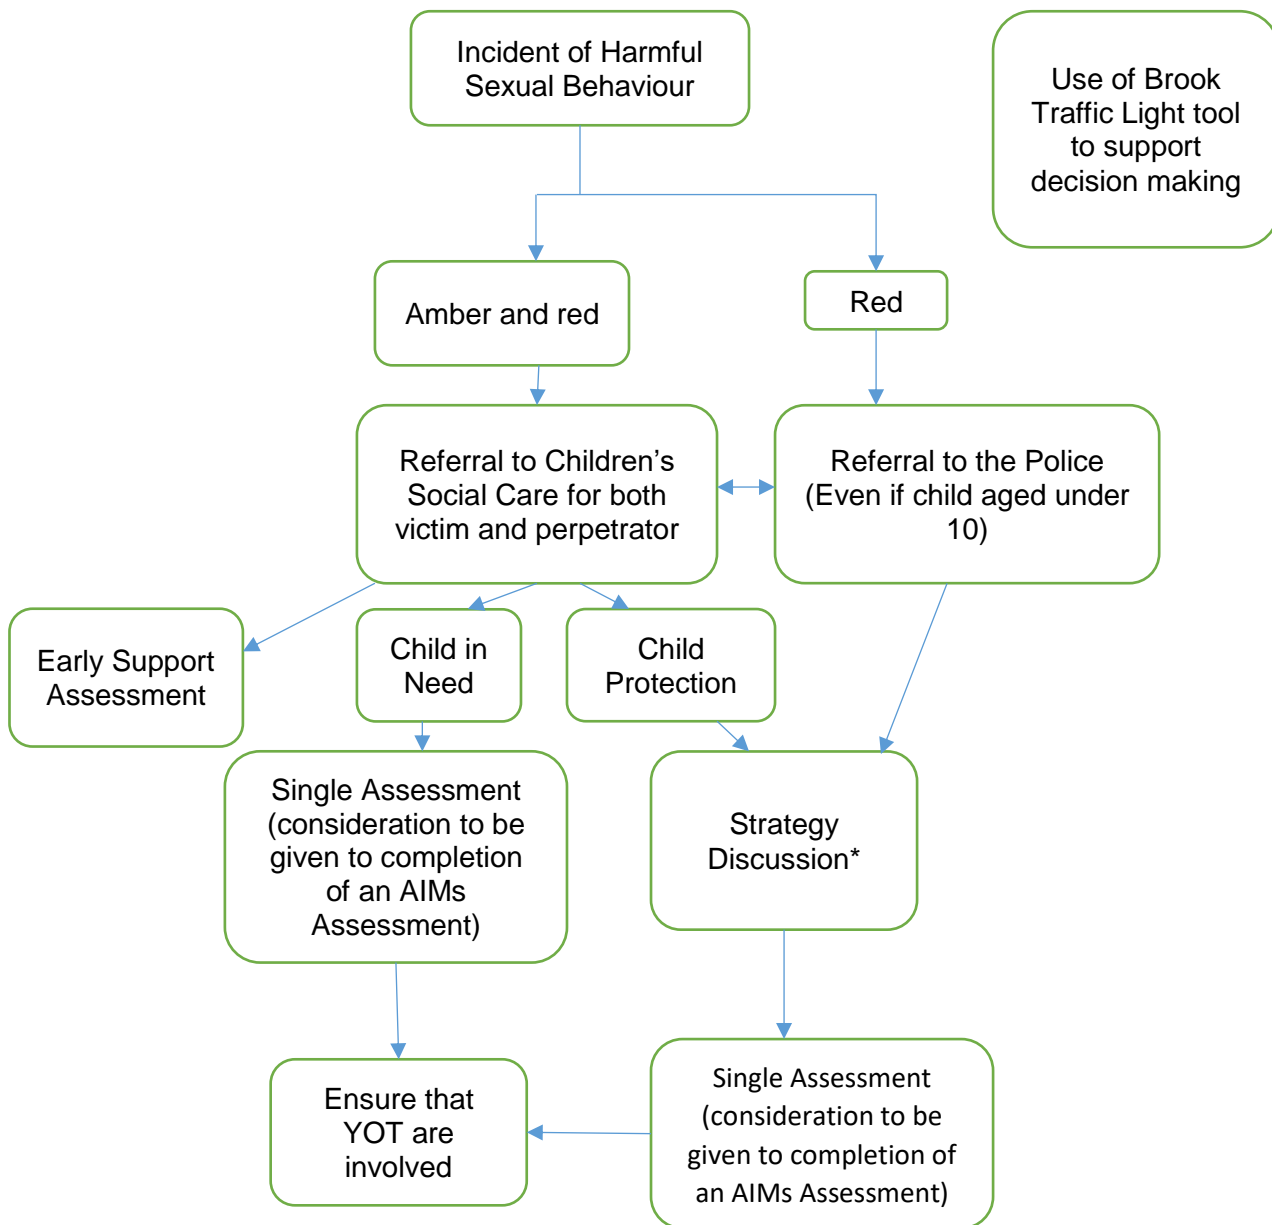 Incident of Harmful
Sexual Behaviour
Use of Brook
Traffic Light tool
to support
decision making
Amber and red
Red
Referral to Children’s
Social Care for both
victim and perpetrator
Referral to the Police
(Even if child aged under
10)
Early Support
Assessment
Child in
Need
Child
Protection
Single Assessment
(consideration to be
given to completion
of an AIMs
Assessment)
Strategy
Discussion*
Ensure that
YOT are
involved
Single Assessment
(consideration to be
given to completion of
an AIMs Assessment)